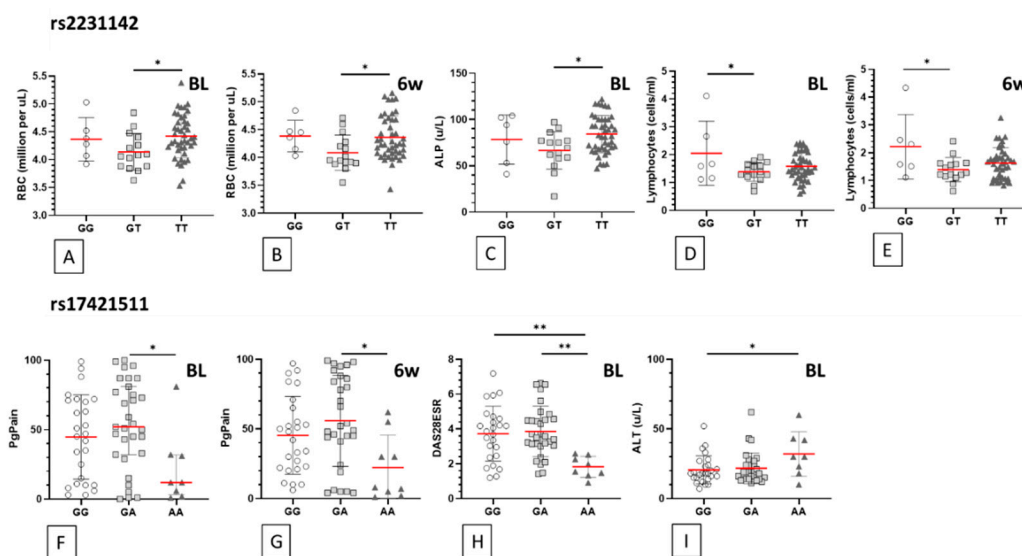 rs2231142
RBC (million per uL)
5.5
5.0
4.5
4.0
3.5
3.0
*
BL
GG GT TT
A
RBC (million per uL)
5.5
5.0
4.5
4.0
3.5
3.0
*
6w
GG GT TT
B
ALP (u/L)
150
100
50
0
*
BL
GG GT TT
C
Lymphocytes (cells/ml)
5
4
3
2
1
0
*
BL
GG GT TT
D
Lymphocytes (cells/ml)
5
4
3
2
1
0
*
6w
GG GT TT
E
rs17421511
PgPain
100
50
0
*
BL
GG GA AA
F
PgPain
100
50
0
*
6w
GG GA AA
G
DAS28ESR
8
6
4
2
0
**
**
BL
GG GA AA
H
ALT (u/L)
100
50
0
*
BL
GG GA AA
I